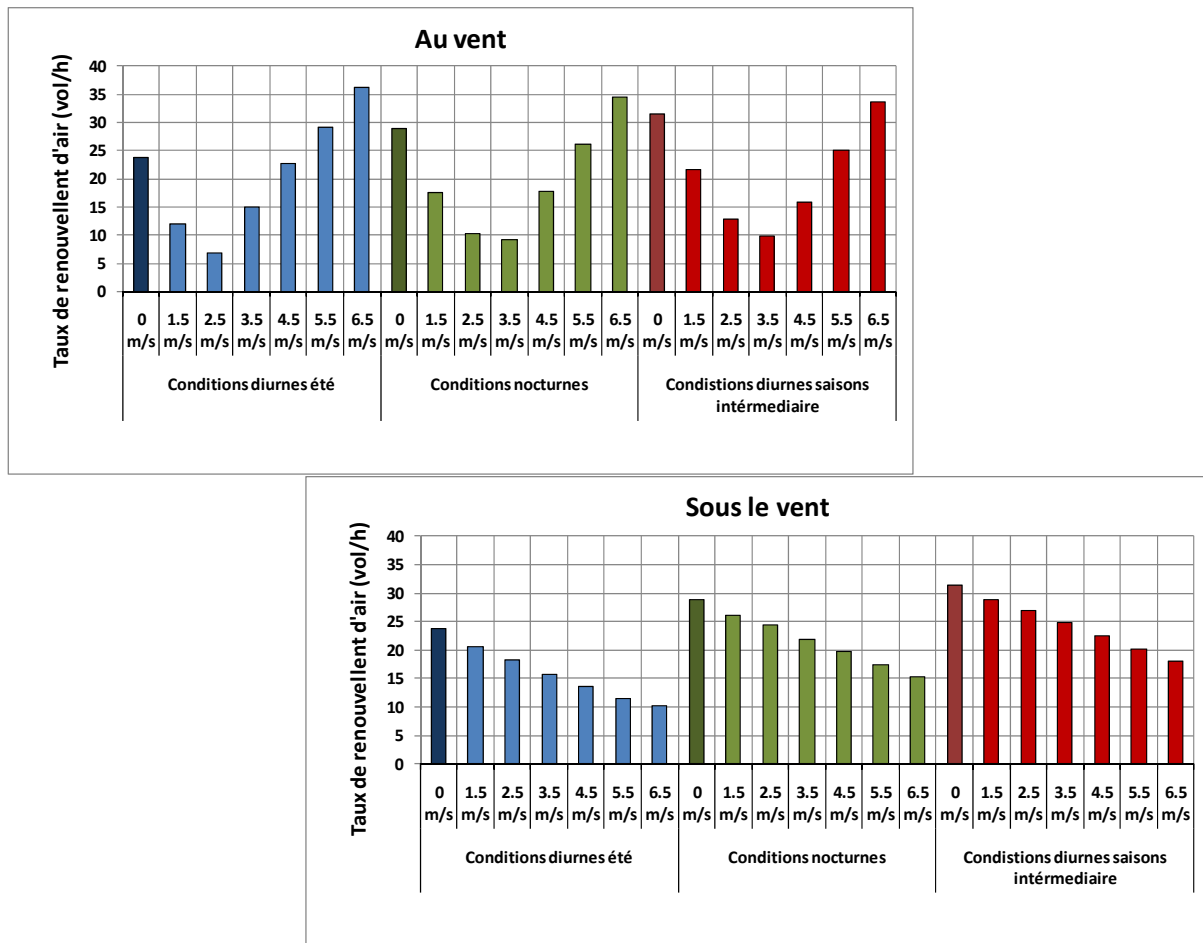 Au vent
Taux de renouvellent d'air (vol/h)
40
35
30
25
20
15
10
5
0
0 1.5 2.5 3.5 4.5 5.5 6.5 0 1.5 2.5 3.5 4.5 5.5 6.5 0 1.5 2.5 3.5 4.5 5.5 6.5
m/s m/s m/s m/s m/s m/s m/s m/s m/s m/s m/s m/s m/s m/s m/s m/s m/s m/s m/s m/s m/s
Conditions diurnes été Conditions nocturnes Condistions diurnes saisons
intérmediaire
Sous le vent
Taux de renouvellent d'air (vol/h)
40
35
30
25
20
15
10
5
0
0 1.5 2.5 3.5 4.5 5.5 6.5 0 1.5 2.5 3.5 4.5 5.5 6.5 0 1.5 2.5 3.5 4.5 5.5 6.5
m/s m/s m/s m/s m/s m/s m/s m/s m/s m/s m/s m/s m/s m/s m/s m/s m/s m/s m/s m/s m/s
Conditions diurnes été Conditions nocturnes Condistions diurnes saisons
intérmediaire